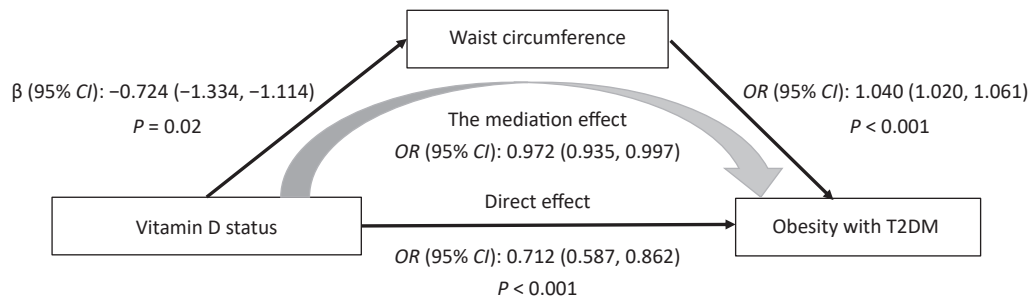 Waist circumference
β (95% CI): −0.724 (−1.334, −1.114)
P = 0.02
OR (95% CI): 1.040 (1.020, 1.061)
P < 0.001
The mediation effect
OR (95% CI): 0.972 (0.935, 0.997)
Vitamin D status
Direct effect
Obesity with T2DM
OR (95% CI): 0.712 (0.587, 0.862)
P < 0.001